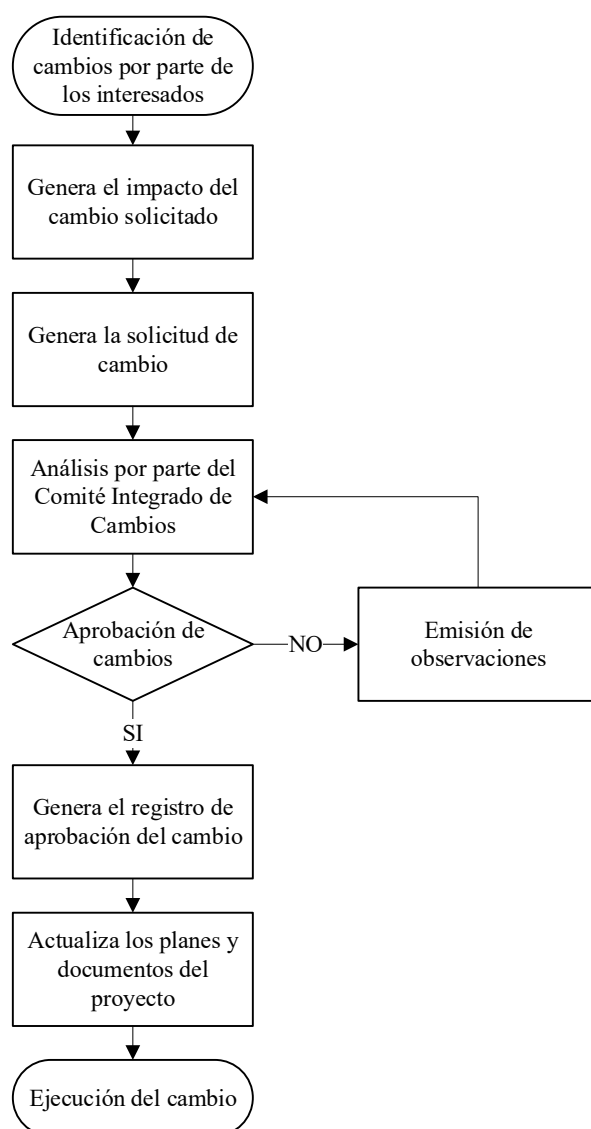 Identificación de
cambios por parte de
los interesados
Genera el impacto del
cambio solicitado
Genera la solicitud de
cambio
Análisis por parte del
Comité Integrado de
Cambios
Aprobación de
cambios
NO
Emisión de
observaciones
SI
Genera el registro de
aprobación del cambio
Actualiza los planes y
documentos del
proyecto
Ejecución del cambio